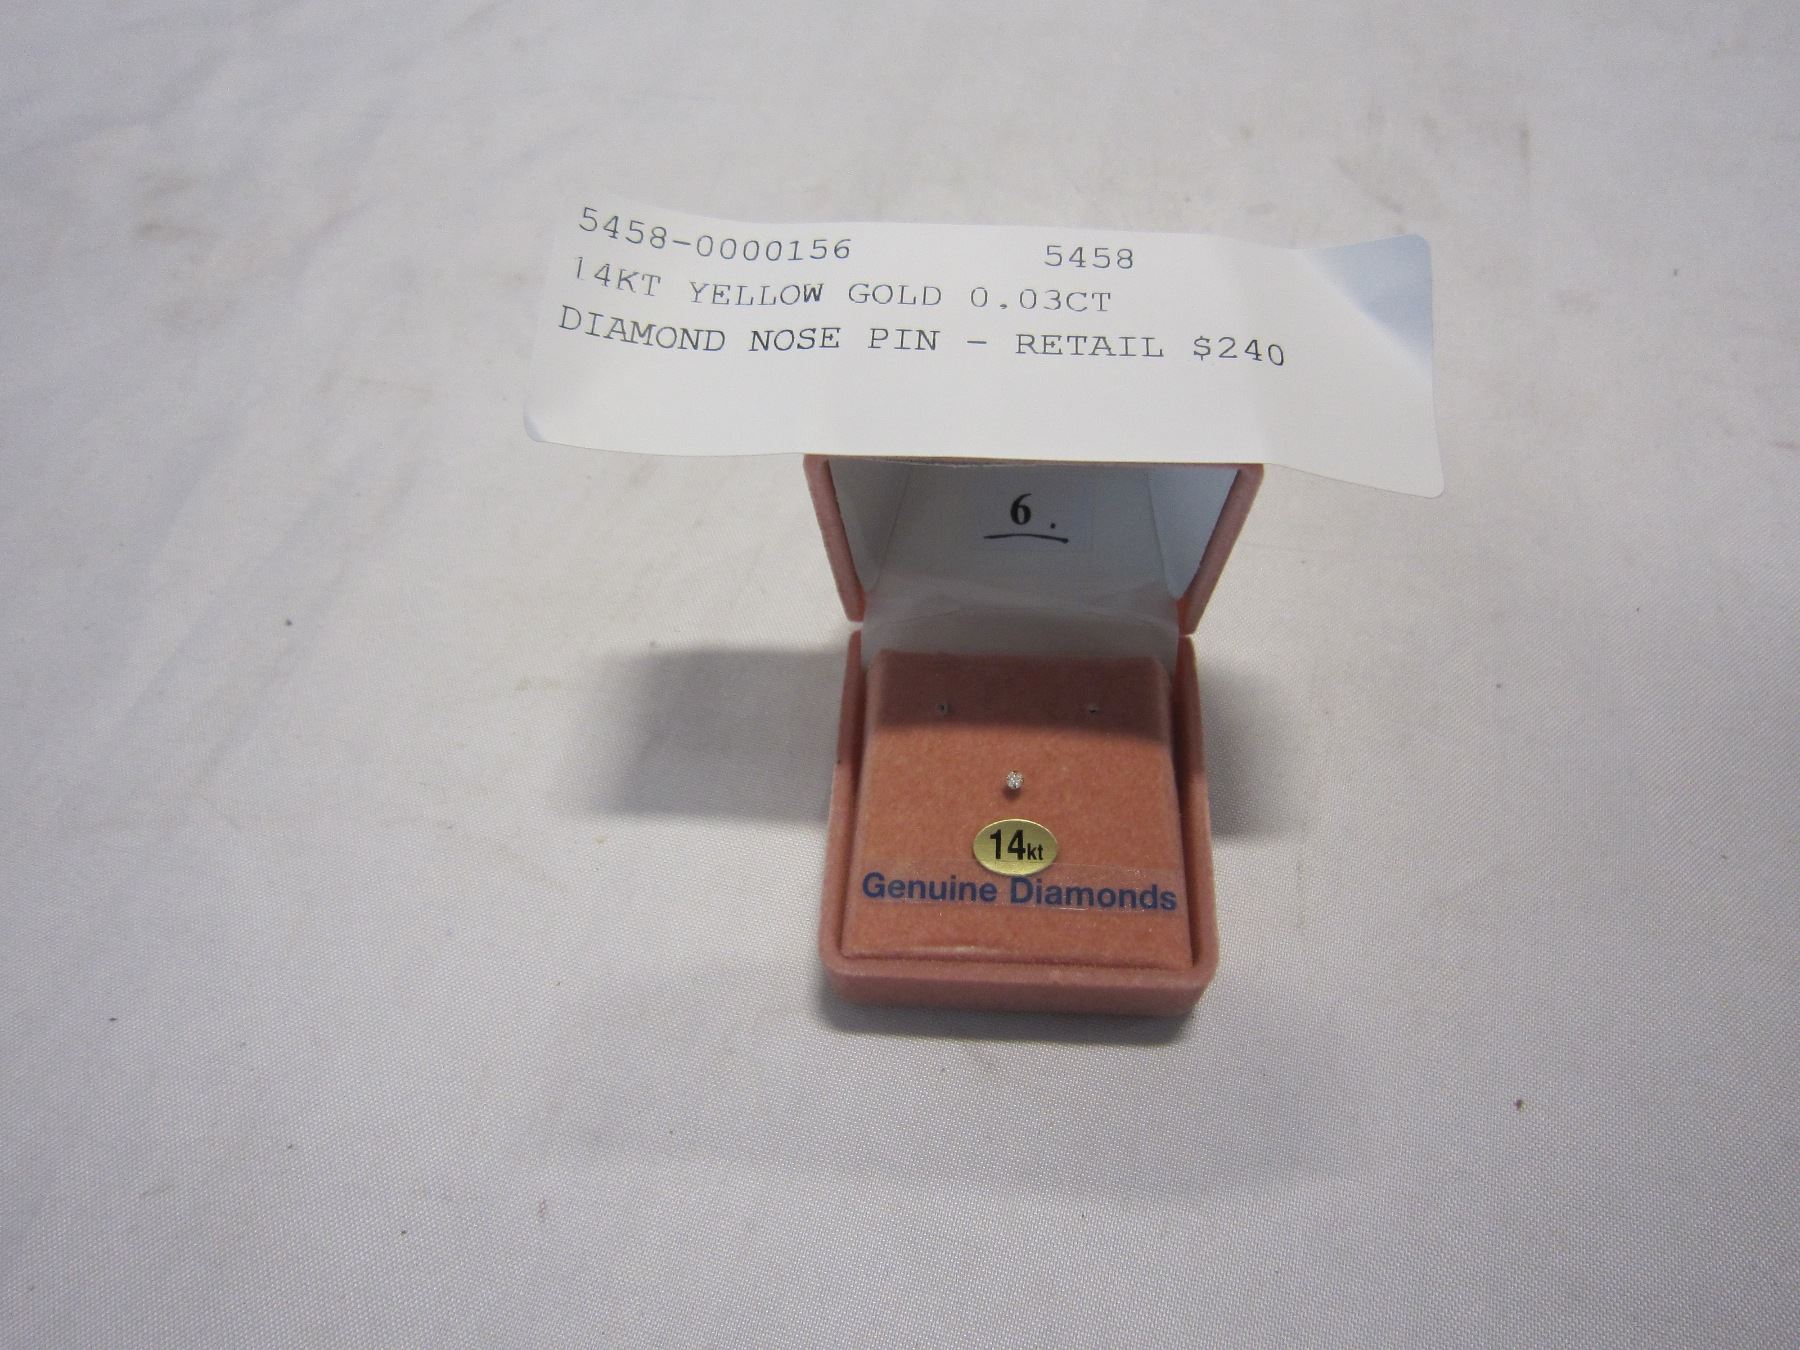 5458-0000156 5458
14KT YELLOW GOLD 0.03CT
DIAMOND NOSE PIN - RETAIL $240
6.
14kt
Genuine Diamonds